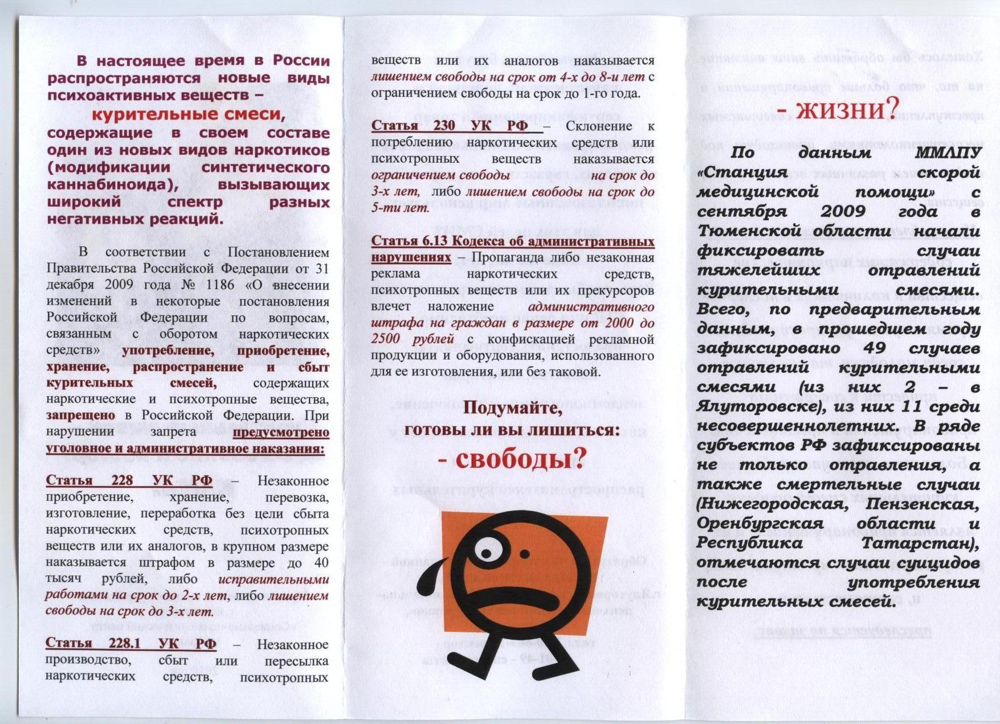 В настоящее время в России
распространяются новые виды
психоактивных веществ –
курительные смеси,
содержащие в своем составе
один из новых видов наркотиков
(модификации синтетического
каннабиноида), вызывающих
широкий спектр разных
негативных реакций.
В соответствии с Постановлением
Правительства Российской Федерации от 31
декабря 2009 года № 1186 «О внесении
изменений в некоторые постановления
Российской Федерации по вопросам,
связанным с оборотом наркотических
средств» употребление, приобретение,
хранение, распространение и сбыт
курительных смесей, содержащих
наркотические и психотропные вещества,
запрещено в Российской Федерации. При
нарушении запрета предусмотрено
уголовное и административное наказания:
Статья 228 УК РФ – Незаконное
приобретение, хранение, перевозка,
изготовление, переработка без цели сбыта
наркотических средств, психотропных
веществ или их аналогов, в крупном размере
наказывается штрафом в размере до 40
тысяч рублей, либо исправительными
работами на срок до 2-х лет, либо лишением
свободы на срок до 3-х лет.
Статья 228.1 УК РФ – Незаконное
производство, сбыт или пересылка
наркотических средств, психотропных
веществ или их аналогов наказывается
лишением свободы на срок от 4-х до 8-и лет с
ограничением свободы на срок до 1-го года.
Статья 230 УК РФ – Склонение к
потреблению наркотических средств или
психотропных веществ наказывается
ограничением свободы на срок до
3-х лет, либо лишением свободы на срок до
5-ти лет.
Статья 6.13 Кодекса об административных
нарушениях – Пропаганда либо незаконная
реклама наркотических средств,
психотропных веществ или их прекурсоров
влечет наложение административного
штрафа на граждан в размере от 2000 до
2500 рублей с конфискацией рекламной
продукции и оборудования, использованного
для ее изготовления, или без таковой.
Подумайте,
готовы ли вы лишиться:
- свободы?
- жизни?
По данным ММЛПУ
«Станция скорой
медицинской помощи» с
сентября 2009 года в
Тюменской области начали
фиксировать случаи
тяжелейших отравлений
курительными смесями.
Всего, по предварительным
данным, в прошедшем году
зафиксировано 49 случаев
отравлений курительными
смесями (из них 2 – в
Ялуторовске), из них 11 среди
несовершеннолетних. В ряде
субъектов РФ зафиксированы
не только отравления, а
также смертельные случаи
(Нижегородская, Пензенская,
Оренбургская области и
Республика Татарстан),
отмечаются случаи суицидов
после употребления
курительных смесей.